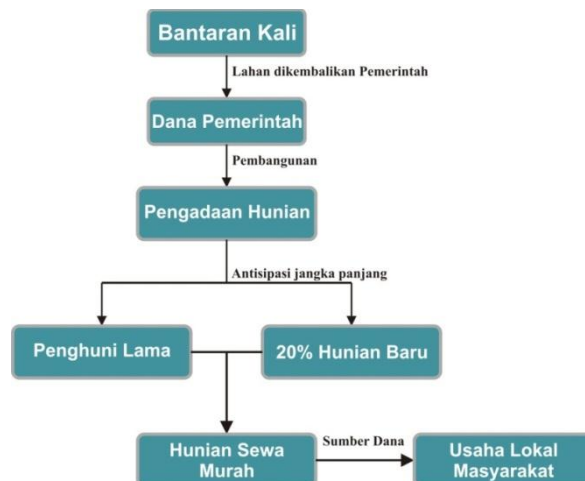 Bantaran Kali
Lahan dikembalikan Pemerintah
Dana Pemerintah
Pembangunan
Pengadaan Hunian
Antisipasi jangka panjang
Penghuni Lama
20% Hunian Baru
Hunian Sewa
Murah
Sumber Dana
Usaha Lokal
Masyarakat